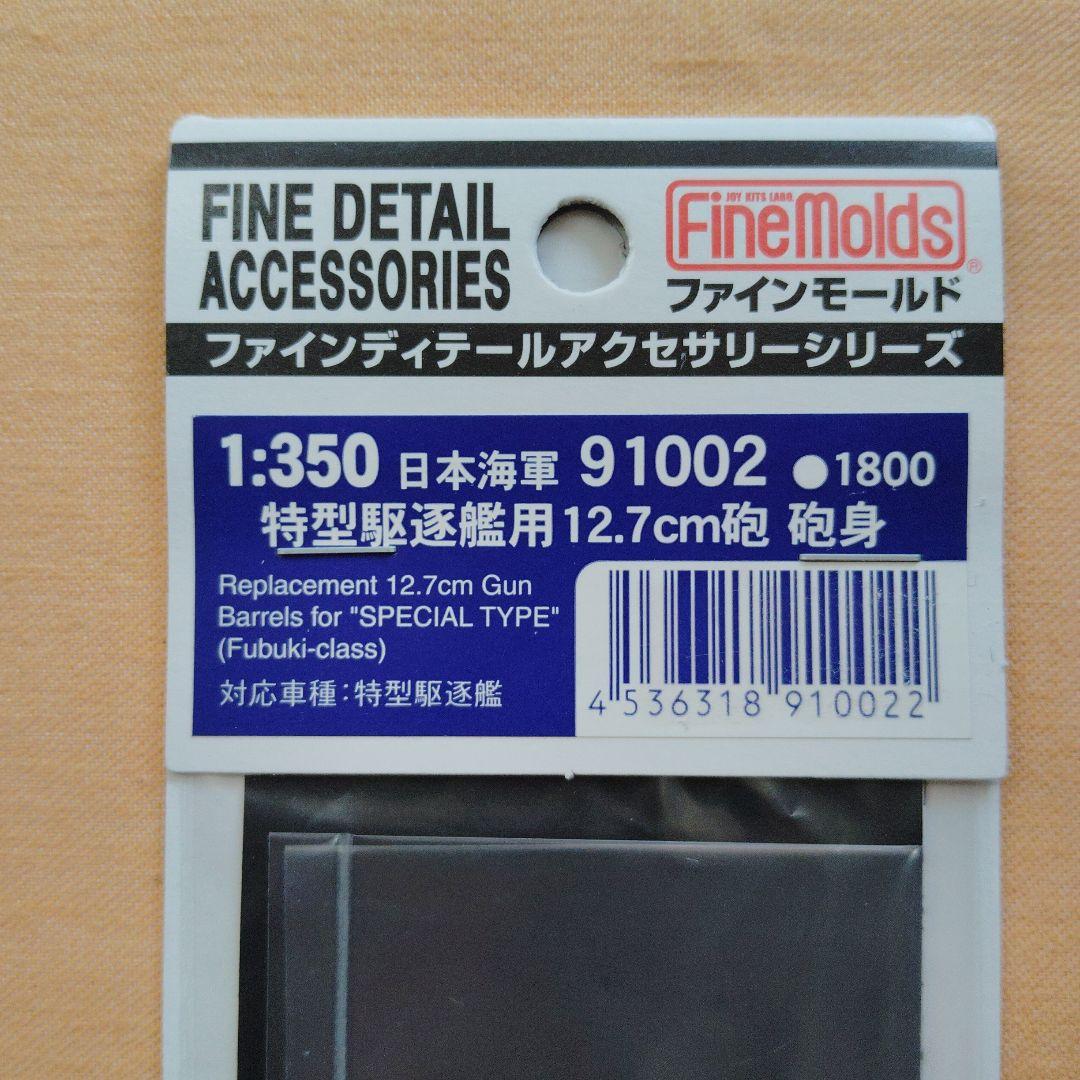 FINE DETAIL
ACCESSORIES
JOY KITS LABO.
FineMolds
®
ファインモールド
ファインディテールアクセサリーシリーズ
1:350 日本海軍 91002 ●1800
特型駆逐艦用12.7cm砲 砲身
Replacement 12.7cm Gun
Barrels for "SPECIAL TYPE"
(Fubuki-class)
対応車種：特型駆逐艦
4 536318 910022